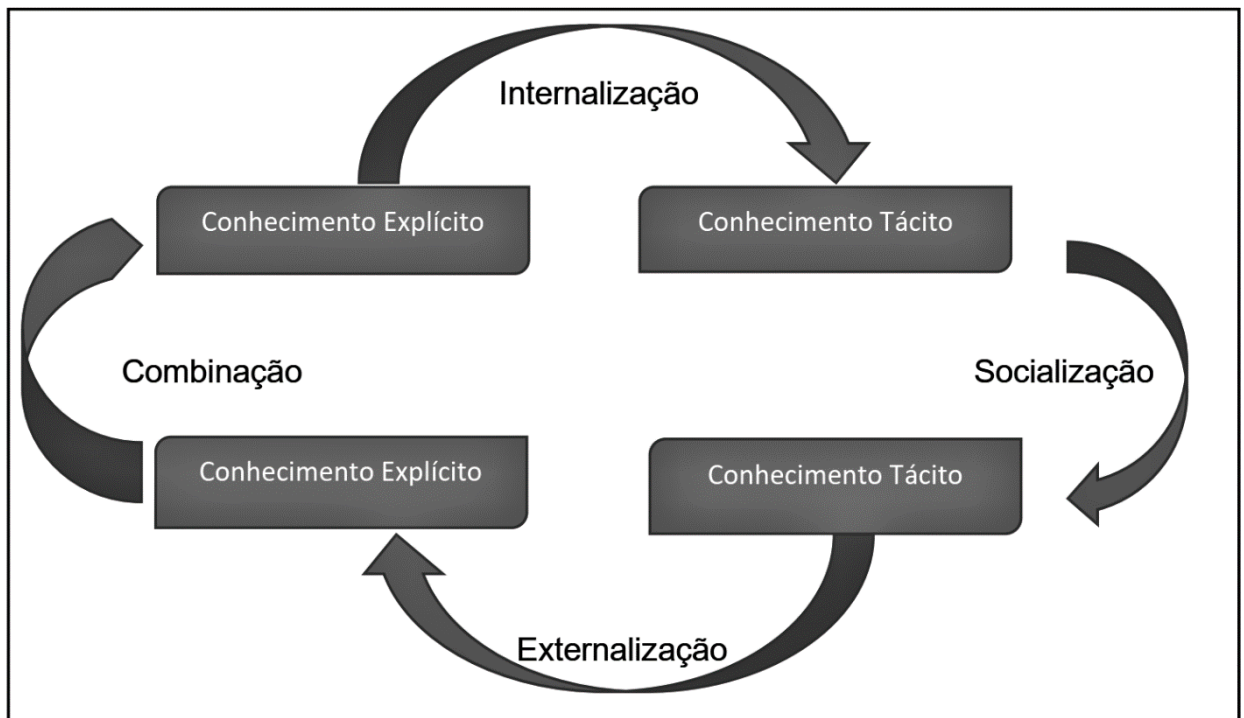 Internalização
Conhecimento Explícito
Conhecimento Tácito
Combinação
Socialização
Conhecimento Explícito
Conhecimento Tácito
Externalização